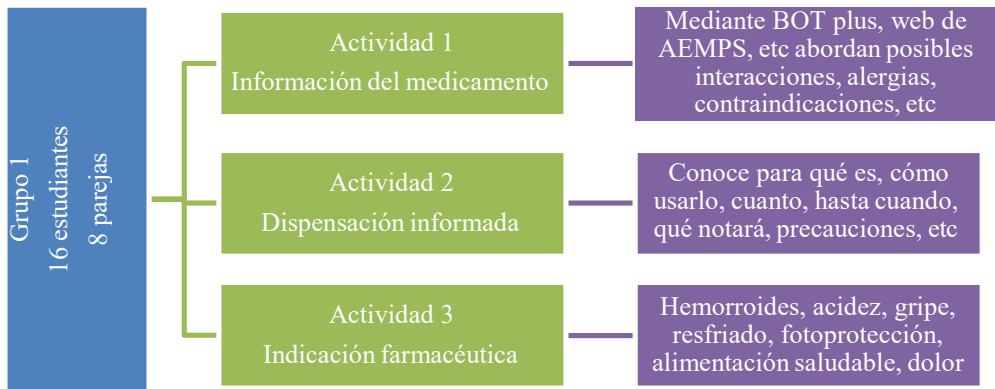 Grupo 1
16 estudiantes
8 parejas
Actividad 1
Información del medicamento
Mediante BOT plus, web de
AEMPS, etc abordan posibles
interacciones, alergias,
contraindicaciones, etc
Actividad 2
Dispensación informada
Conoce para qué es, cómo
usarlo, cuanto, hasta cuando,
qué notará, precauciones, etc
Actividad 3
Indicación farmacéutica
Hemorroides, acidez, gripe,
resfriado, fotoprotección,
alimentación saludable, dolor